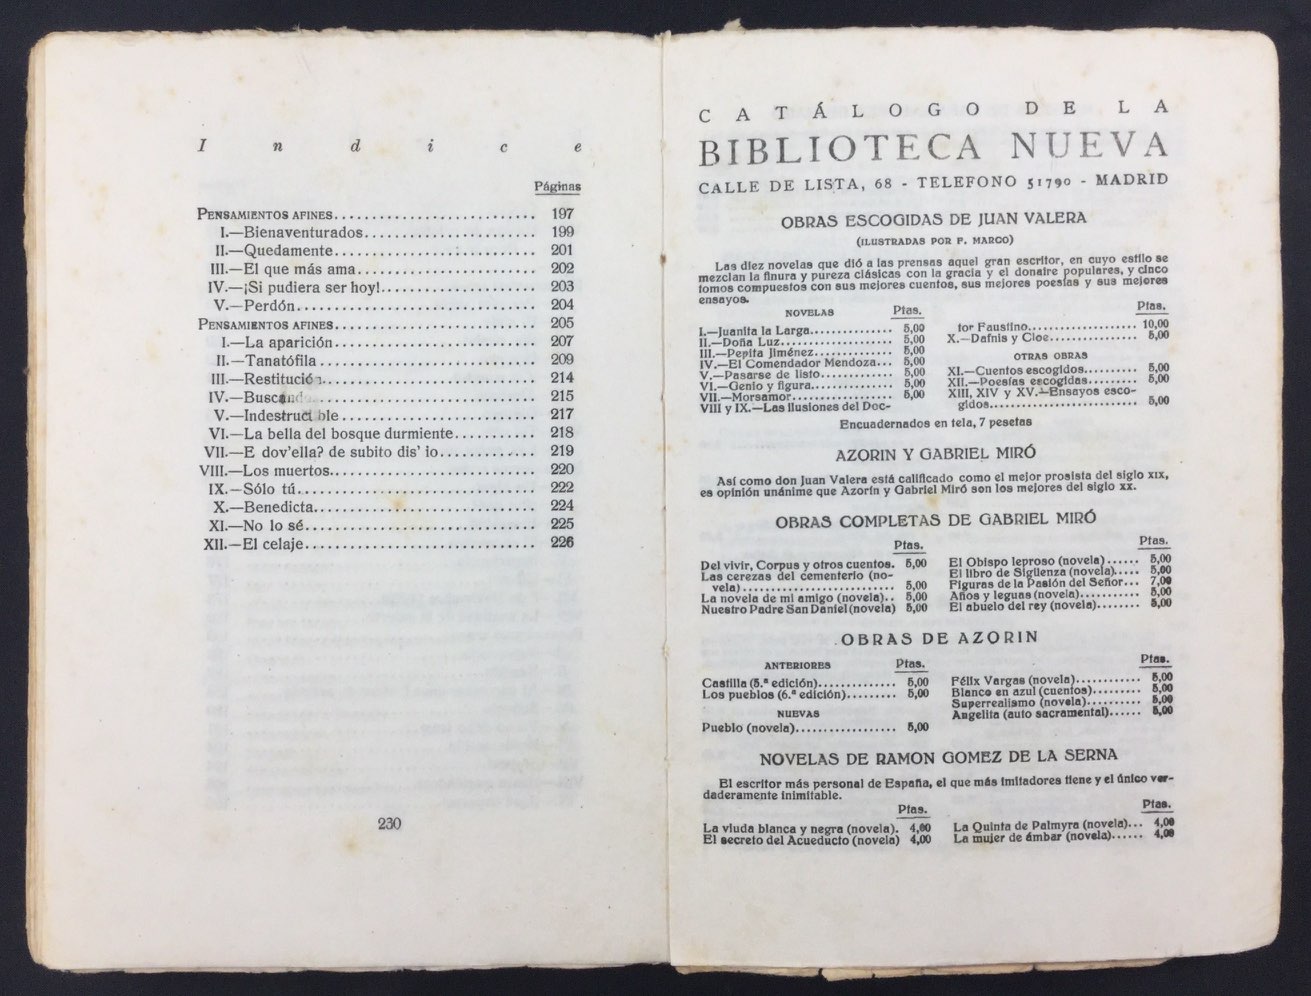 Indice
Páginas
PENSAMIENTOS AFINES........................... 197
I.—Bienaventurados....................... 199
II.—Quedamente........................... 201
III.—El que más ama........................ 202
IV.—¡Si pudiera ser hoy!..................... 203
V.—Perdón................................ 204
PENSAMIENTOS AFINES........................... 205
I.—La aparición........................... 207
II.—Tanatófila ............................. 209
III.—Restitución............................ 214
IV.—Buscand............................ 215
V.—Indestruct ble .......................... 217
VI.—La bella del bosque durmiente........... 218
VII.—E dov'ella? de subito dis' io............. 219
VIII.—Los muertos........................... 220
IX.—Sólo tú................................ 222
X.—Benedicta............................. 224
XI.—No lo sé............................... 225
XII.—El celaje............................... 226
230
CATÁLOGO DE LA
BIBLIOTECA NUEVA
CALLE DE LISTA, 68 - TELEFONO 51790 - MADRID
OBRAS ESCOGIDAS DE JUAN VALERA
(ILUSTRADAS POR F. MARCO)
Las diez novelas que dió a las prensas aquel gran escritor, en cuyo estilo se
mezclan la finura y pureza clásicas con la gracia y el donaire populares, y cinco
tomos compuestos con sus mejores cuentos, sus mejores poesías y sus mejores
ensayos.
NOVELAS Ptas.
I.—Juanita la Larga............... 5,00
II.—Doña Luz.................... 5,00
III.—Pepita Jiménez.............. 5,00
IV.—El Comendador Mendoza... 5,00
V.—Pasarse de listo............. 5,00
VI.—Genio y figura............... 5,00
VII.—Morsamor.................. 5,00
VIII y IX.—Las ilusiones del Doc-
Ptas.
tor Faustino.................... 10,00
X.—Dafnis y Cloe................ 5,00
OTRAS OBRAS
XI.—Cuentos escogidos.......... 5,00
XII.—Poesías escogidas......... 5,00
XIII, XIV y XV.—Ensayos esco-
gidos........................... 5,00
Encuadernados en tela, 7 pesetas
AZORIN Y GABRIEL MIRÓ
Así como don Juan Valera está calificado como el mejor prosista del siglo XIX,
es opinión unánime que Azorín y Gabriel Miró son los mejores del siglo XX.
OBRAS COMPLETAS DE GABRIEL MIRÓ
Ptas.
Del vivir, Corpus y otros cuentos. 5,00
Las cerezas del cementerio (no-
vela)............................ 5,00
La novela de mi amigo (novela).. 5,00
Nuestro Padre San Daniel (novela) 5,00
Ptas.
El Obispo leproso (novela)...... 5,00
El libro de Sigüenza (novela)..... 5,00
Figuras de la Pasión del Señor... 7,00
Años y leguas (novela)........... 5,00
El abuelo del rey (novela)........ 5,00
OBRAS DE AZORIN
ANTERIORES Ptas.
Castilla (5.ª edición)............. 5,00
Los pueblos (6.ª edición)......... 5,00
NUEVAS
Pueblo (novela).................. 5,00
Ptas.
Félix Vargas (novela)............ 5,00
Blanco en azul (cuentos)......... 5,00
Superrealismo (novela).......... 5,00
Angelita (auto sacramental)...... 5,00
NOVELAS DE RAMON GOMEZ DE LA SERNA
El escritor más personal de España, el que más imitadores tiene y el único ver-
daderamente inimitable.
Ptas.
La viuda blanca y negra (novela). 4,00
El secreto del Acueducto (novela) 4,00
Ptas.
La Quinta de Palmyra (novela)... 4,00
La mujer de ámbar (novela)...... 4,00